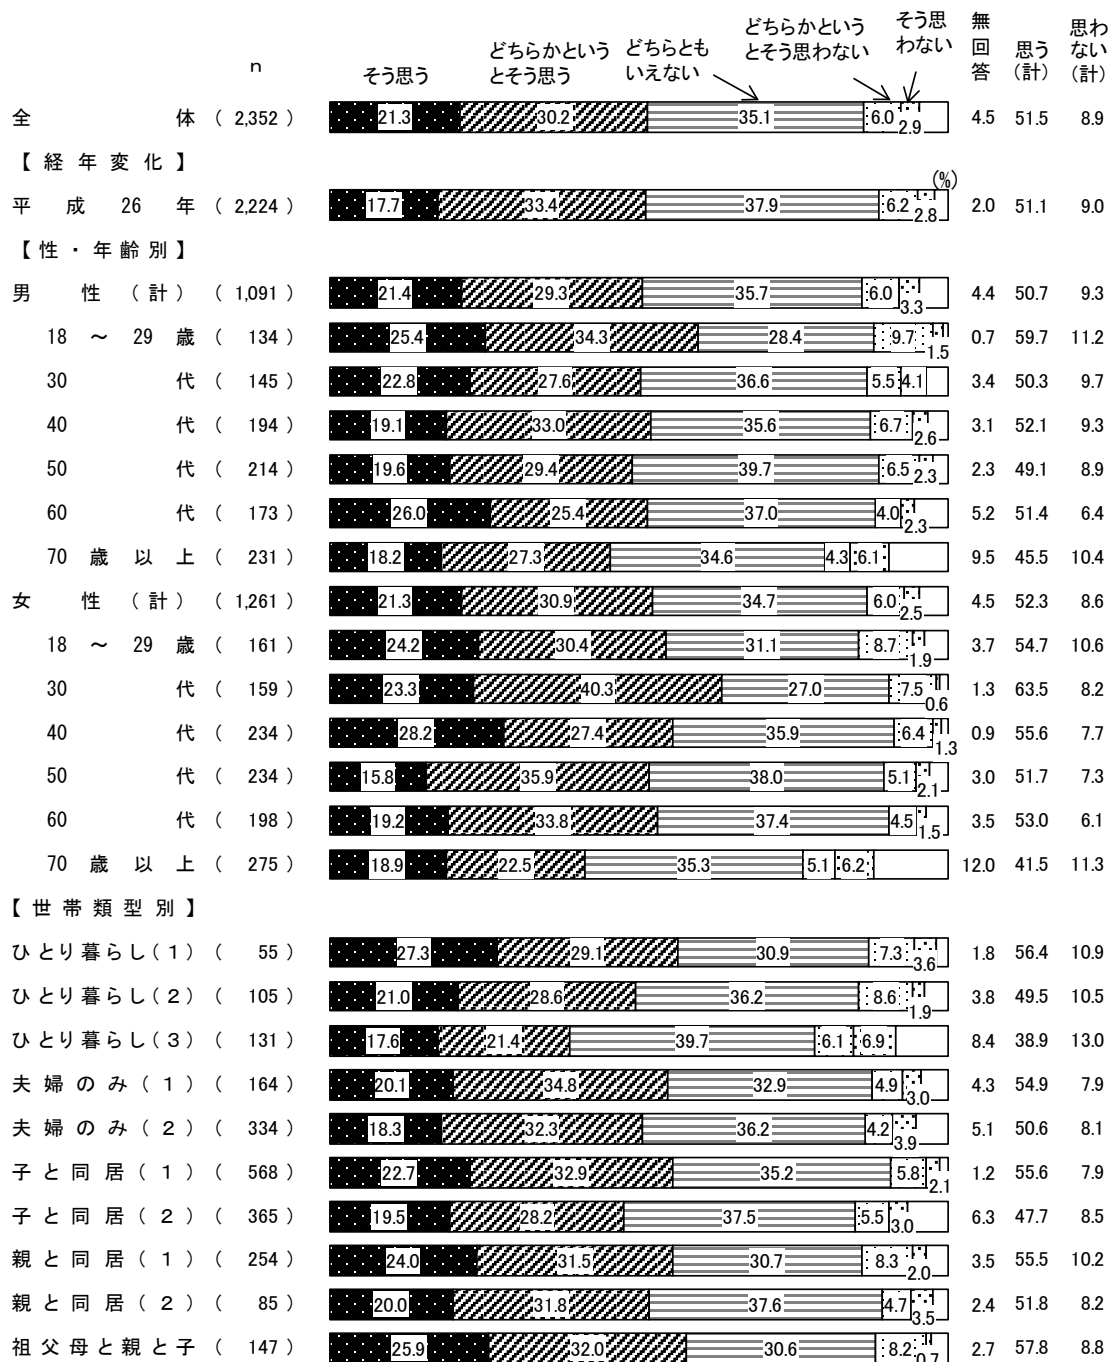 そう思う どちらかというとそう思う どちらともいえない どちらかというとそう思わない そう思わない 無回答 思う（計） 思わない（計）
n
全体 （ 2,352 ） 21.3 30.2 35.1 6.0 2.9 4.5 51.5 8.9
【経年変化】
(%)
平成26年 （ 2,224 ） 17.7 33.4 37.9 6.2 2.8 2.0 51.1 9.0
【性・年齢別】
男性（計） （ 1,091 ） 21.4 29.3 35.7 6.0 3.3 4.4 50.7 9.3
18～29歳 （ 134 ） 25.4 34.3 28.4 9.7 1.5 0.7 59.7 11.2
30代 （ 145 ） 22.8 27.6 36.6 5.5 4.1 3.4 50.3 9.7
40代 （ 194 ） 19.1 33.0 35.6 6.7 2.6 3.1 52.1 9.3
50代 （ 214 ） 19.6 29.4 39.7 6.5 2.3 2.3 49.1 8.9
60代 （ 173 ） 26.0 25.4 37.0 4.0 2.3 5.2 51.4 6.4
70歳以上 （ 231 ） 18.2 27.3 34.6 4.3 6.1 9.5 45.5 10.4
女性（計） （ 1,261 ） 21.3 30.9 34.7 6.0 2.5 4.5 52.3 8.6
18～29歳 （ 161 ） 24.2 30.4 31.1 8.7 1.9 3.7 54.7 10.6
30代 （ 159 ） 23.3 40.3 27.0 7.5 0.6 1.3 63.5 8.2
40代 （ 234 ） 28.2 27.4 35.9 6.4 1.3 0.9 55.6 7.7
50代 （ 234 ） 15.8 35.9 38.0 5.1 2.1 3.0 51.7 7.3
60代 （ 198 ） 19.2 33.8 37.4 4.5 1.5 3.5 53.0 6.1
70歳以上 （ 275 ） 18.9 22.5 35.3 5.1 6.2 12.0 41.5 11.3
【世帯類型別】
ひとり暮らし（1） （ 55 ） 27.3 29.1 30.9 7.3 3.6 1.8 56.4 10.9
ひとり暮らし（2） （ 105 ） 21.0 28.6 36.2 8.6 1.9 3.8 49.5 10.5
ひとり暮らし（3） （ 131 ） 17.6 21.4 39.7 6.1 6.9 8.4 38.9 13.0
夫婦のみ（1） （ 164 ） 20.1 34.8 32.9 4.9 3.0 4.3 54.9 7.9
夫婦のみ（2） （ 334 ） 18.3 32.3 36.2 4.2 3.9 5.1 50.6 8.1
子と同居（1） （ 568 ） 22.7 32.9 35.2 5.8 2.1 1.2 55.6 7.9
子と同居（2） （ 365 ） 19.5 28.2 37.5 5.5 3.0 6.3 47.7 8.5
親と同居（1） （ 254 ） 24.0 31.5 30.7 8.3 2.0 3.5 55.5 10.2
親と同居（2） （ 85 ） 20.0 31.8 37.6 4.7 3.5 2.4 51.8 8.2
祖父母と親と子 （ 147 ） 25.9 32.0 30.6 8.2 0.7 2.7 57.8 8.8